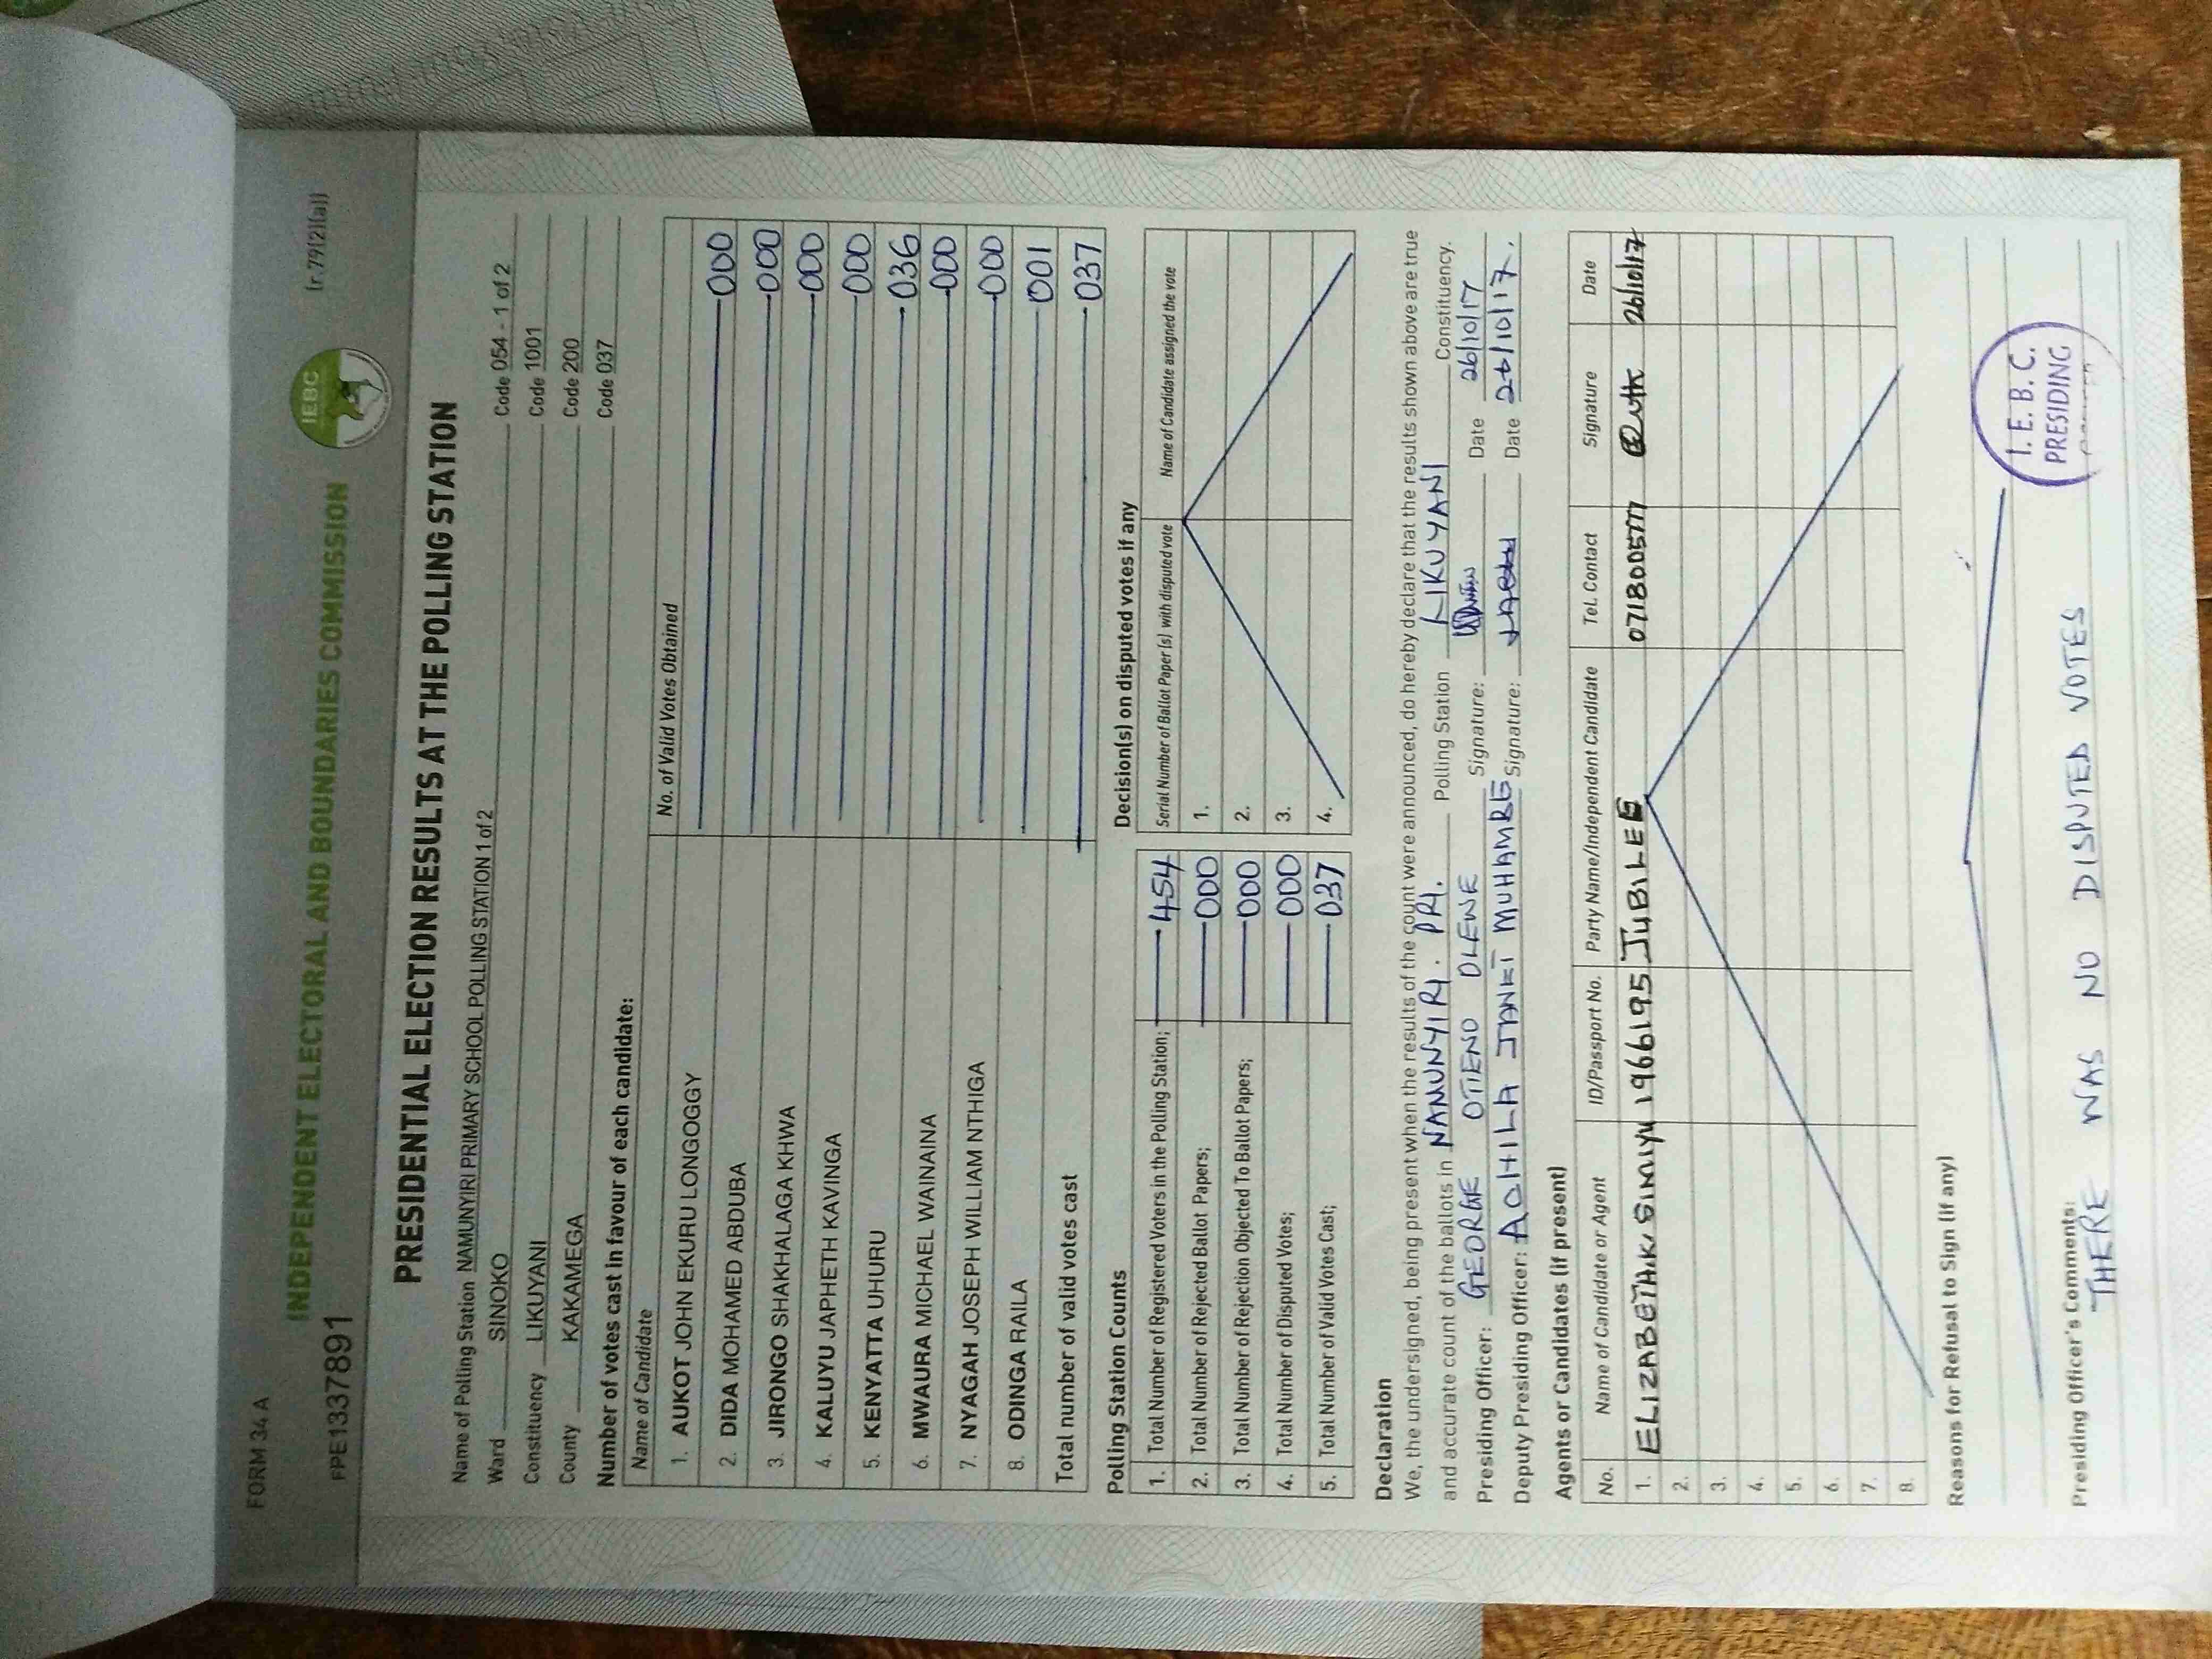 FORM 34 A
(r.79(2)(a))
FPE1337891
INDEPENDENT ELECTORAL AND BOUNDARIES COMMISSION
IEBC
PRESIDENTIAL ELECTION RESULTS AT THE POLLING STATION
Name of Polling Station NAMUNYIRI PRIMARY SCHOOL POLLING STATION 1 of 2 Code 054 - 1 of 2
Ward SINOKO Code 1001
Constituency LIKUYANI Code 200
County KAKAMEGA Code 037
Number of votes cast in favour of each candidate:
Name of Candidate No. of Valid Votes Obtained
1. AUKOT JOHN EKURU LONGOGGY 000
2. DIDA MOHAMED ABDUBA 000
3. JIRONGO SHAKHALAGA KHWA 000
4. KALUYU JAPHETH KAVINGA 000
5. KENYATTA UHURU 036
6. MWAURA MICHAEL WAINAINA 000
7. NYAGAH JOSEPH WILLIAM NTHIGA 000
8. ODINGA RAILA 001
Total number of valid votes cast 037
Polling Station Counts
1. Total Number of Registered Voters in the Polling Station; 454
2. Total Number of Rejected Ballot Papers; 000
3. Total Number of Rejection Objected To Ballot Papers; 000
4. Total Number of Disputed Votes; 000
5. Total Number of Valid Votes Cast; 037
Decision(s) on disputed votes if any
Serial Number of Ballot Paper (s) with disputed vote Name of Candidate assigned the vote
1.
2.
3.
4.
Declaration
We, the undersigned, being present when the results of the count were announced, do hereby declare that the results shown above are true
and accurate count of the ballots in NAMUNYIRI. PRI. Polling Station LIKUYANI Constituency.
Presiding Officer: GEORGE OTIENO OLEWE Signature: Date 26/10/17
Deputy Presiding Officer: MUHAMBE Signature: Date 26/10/17.
Agents or Candidates (if present)
No. Name of Candidate or Agent ID/Passport No. Party Name/Independent Candidate Tel. Contact Signature Date
1. ELIZABETH.K. SIMIYU 1966195 JUBILEE 0718005777 26/10/17
2.
3.
4.
5.
6.
7.
8.
Reasons for Refusal to Sign (if any)
Presiding Officer's Comments:
THERE WAS NO DISPUTED VOTES
I. E. B. C.
PRESIDING